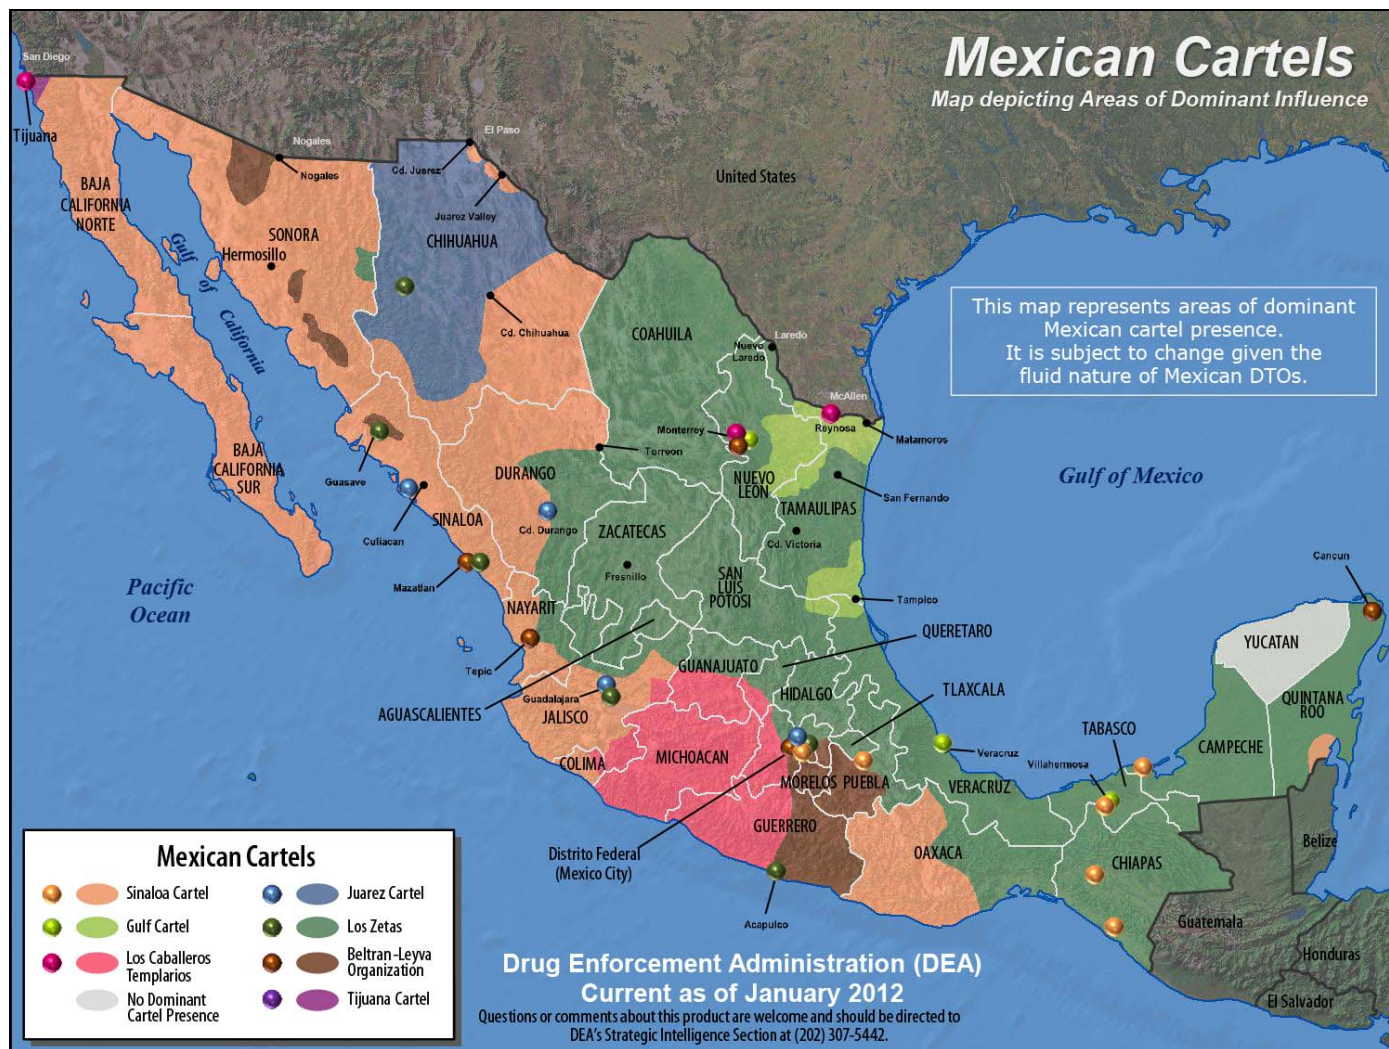 Mexican Cartels
Map depicting Areas of Dominant Influence
San Diego
Tijuana
Nogales
Nogales
El Paso
Cd. Juarez
Juarez Valley
United States
BAJA
CALIFORNIA
NORTE
SONORA
Hermosillo
CHIHUAHUA
Gulf
of
California
Cd. Chihuahua
COAHUILA
Nuevo
Laredo
Laredo
This map represents areas of dominant
Mexican cartel presence.
It is subject to change given the
fluid nature of Mexican DTOs.
McAllen
Reynosa
Matamoros
Monterrey
Torreon
BAJA
CALIFORNIA
SUR
Guasave
DURANGO
NUEVO
LEON
San Fernando
TAMAULIPAS
Gulf of Mexico
Culiacan
SINALOA
Cd. Durango
ZACATECAS
Cd. Victoria
Fresnillo
SAN
LUIS
POTOSI
Mazatlan
Pacific
Ocean
NAYARIT
Tampico
Cancun
QUERETARO
YUCATAN
Tepic
GUANAJUATO
HIDALGO
TLAXCALA
QUINTANA
ROO
Guadalajara
AGUASCALIENTES
JALISCO
TABASCO
Veracruz
CAMPECHE
Villahermosa
COLIMA
MICHOACAN
MORELOS
PUEBLA
VERACRUZ
GUERRERO
Distrito Federal
(Mexico City)
OAXACA
CHIAPAS
Belize
Acapulco
Guatemala
Honduras
El Salvador
Mexican Cartels
Sinaloa Cartel
Juarez Cartel
Gulf Cartel
Los Zetas
Los Caballeros
Templarios
Beltran-Leyva
Organization
No Dominant
Cartel Presence
Tijuana Cartel
Drug Enforcement Administration (DEA)
Current as of January 2012
Questions or comments about this product are welcome and should be directed to
DEA's Strategic Intelligence Section at (202) 307-5442.